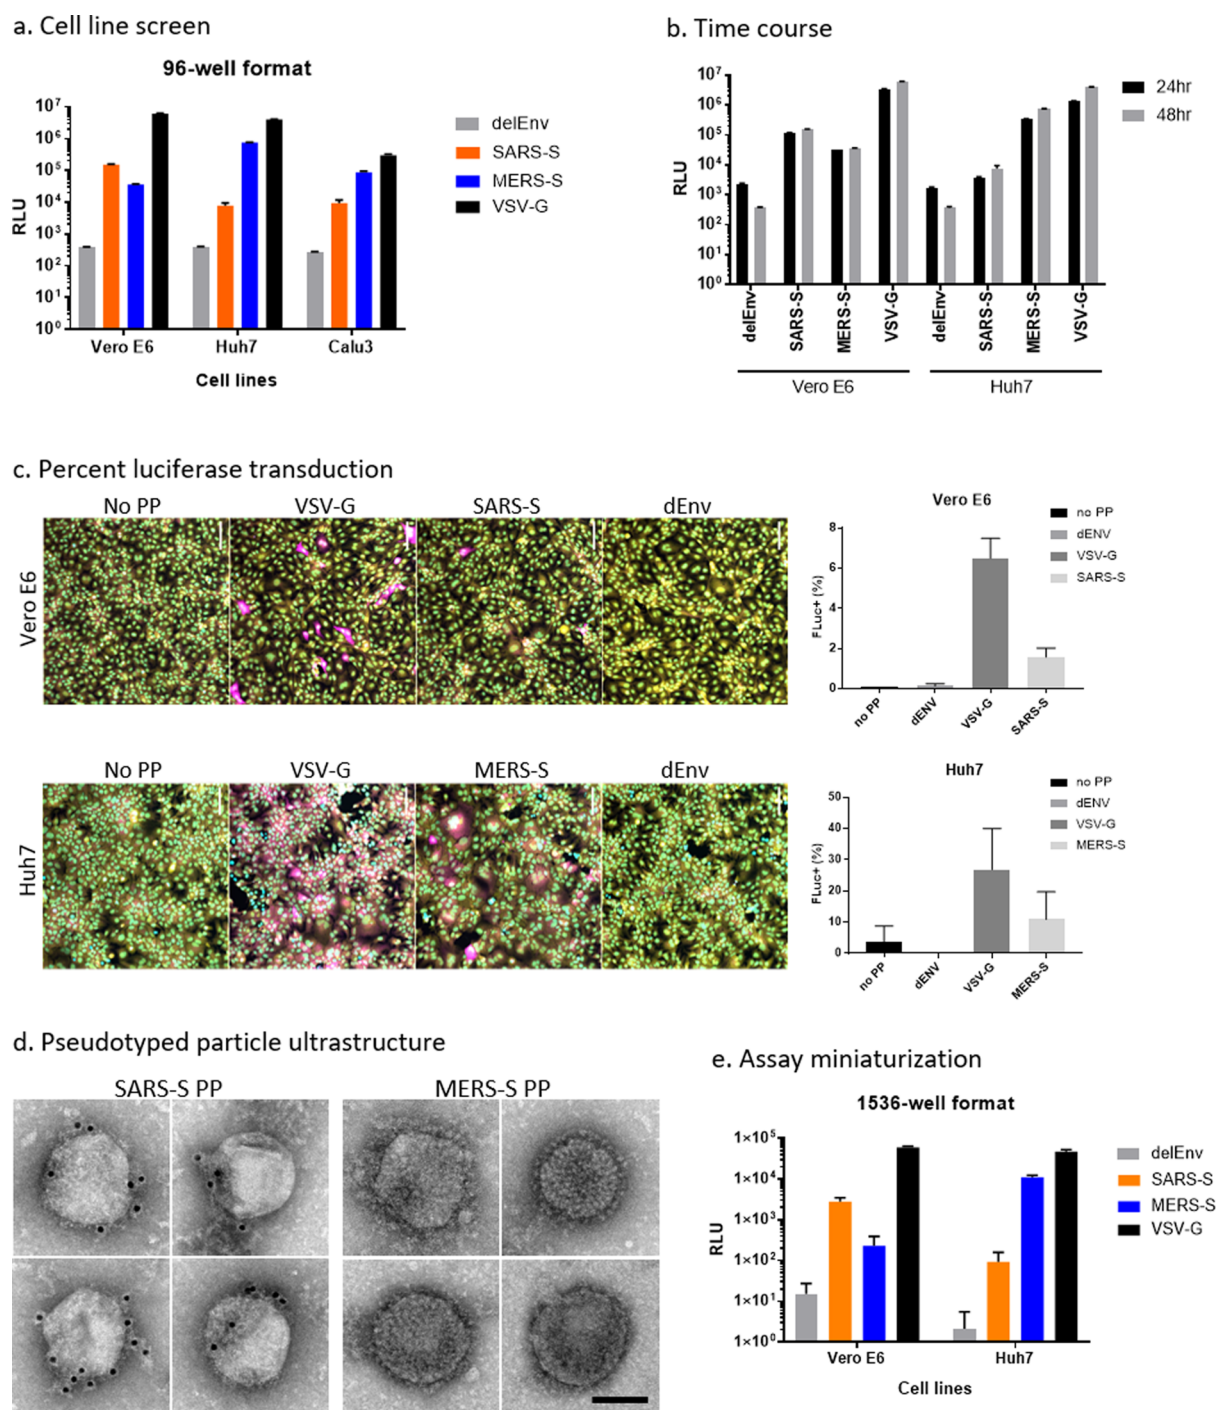 a. Cell line screen
96-well format
10⁷
10⁶
10⁵
10⁴
10³
10²
10¹
10⁰
RLU
Vero E6
Huh7
Calu3
Cell lines
delEnv
SARS-S
MERS-S
VSV-G
b. Time course
10⁷
10⁶
10⁵
10⁴
10³
10²
10¹
10⁰
RLU
24hr
48hr
delEnv
SARS-S
MERS-S
VSV-G
delEnv
SARS-S
MERS-S
VSV-G
Vero E6
Huh7
c. Percent luciferase transduction
No PP
VSV-G
SARS-S
dEnv
Vero E6
Vero E6
8
6
4
2
0
FLuc+ (%)
no PP
dENV
VSV-G
SARS-S
no PP
dENV
VSV-G
SARS-S
No PP
VSV-G
MERS-S
dEnv
Huh7
Huh7
50
40
30
20
10
0
FLuc+ (%)
no PP
dENV
VSV-G
MERS-S
no PP
dENV
VSV-G
MERS-S
d. Pseudotyped particle ultrastructure
SARS-S PP
MERS-S PP
e. Assay miniaturization
1536-well format
1×10⁵
1×10⁴
1×10³
1×10²
1×10¹
1×10⁰
RLU
Vero E6
Huh7
Cell lines
delEnv
SARS-S
MERS-S
VSV-G